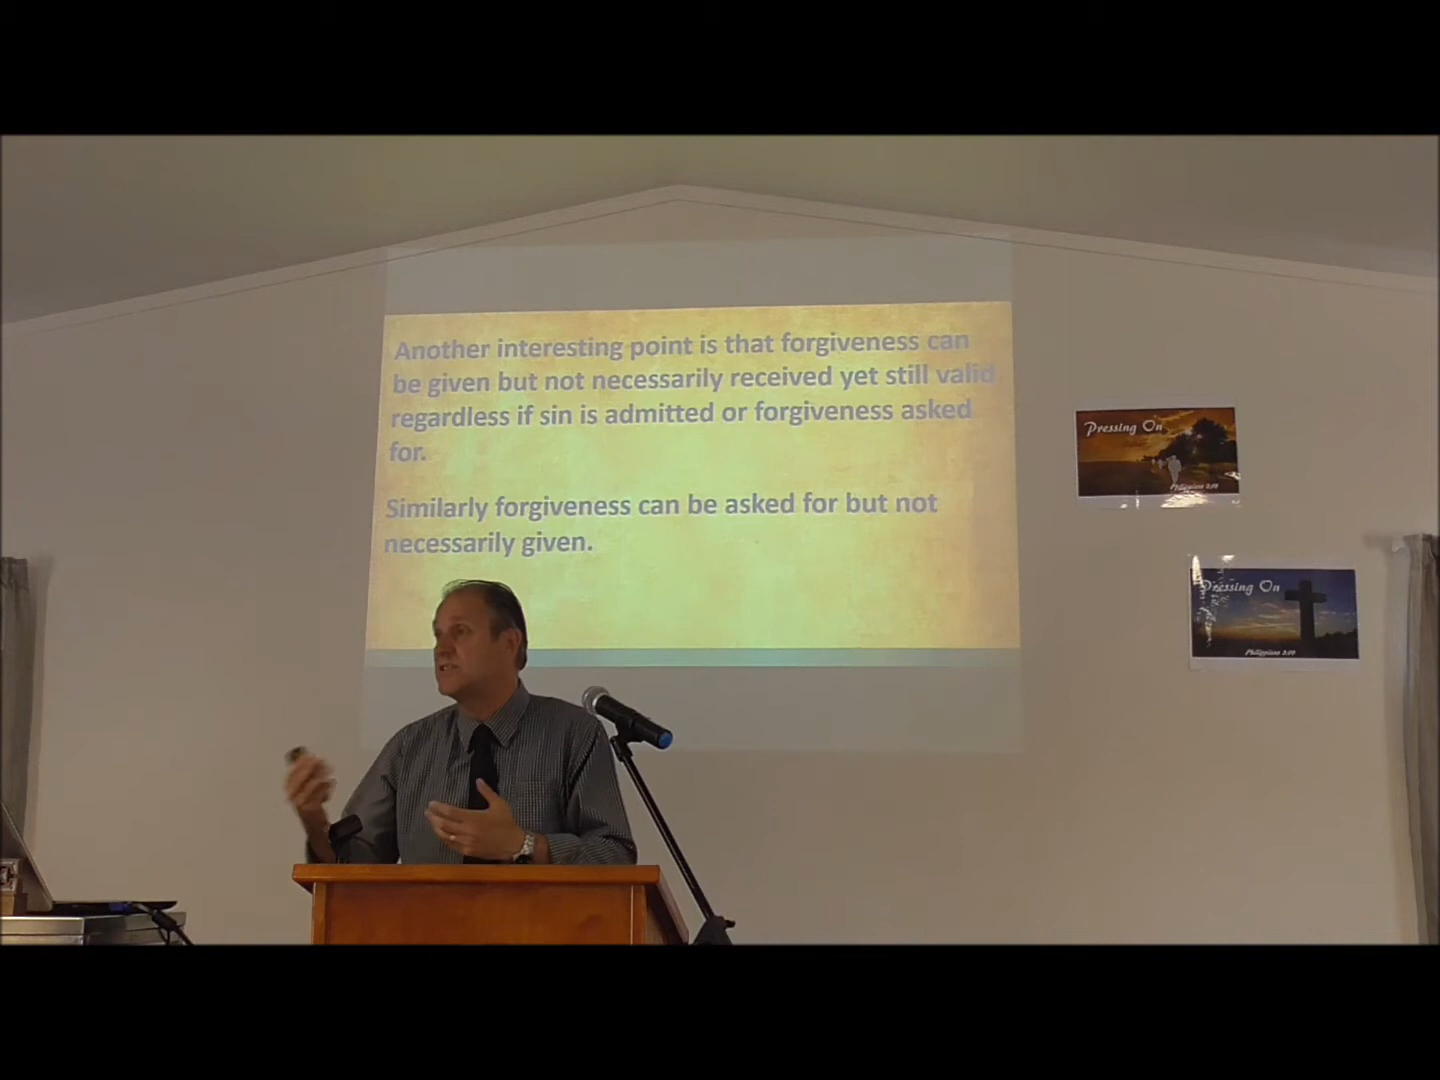 Another interesting point is that forgiveness can
be given but not necessarily received yet still valid
regardless if sin is admitted or forgiveness asked
for.
Similarly forgiveness can be asked for but not
necessarily given.
Pressing On
Pressing On